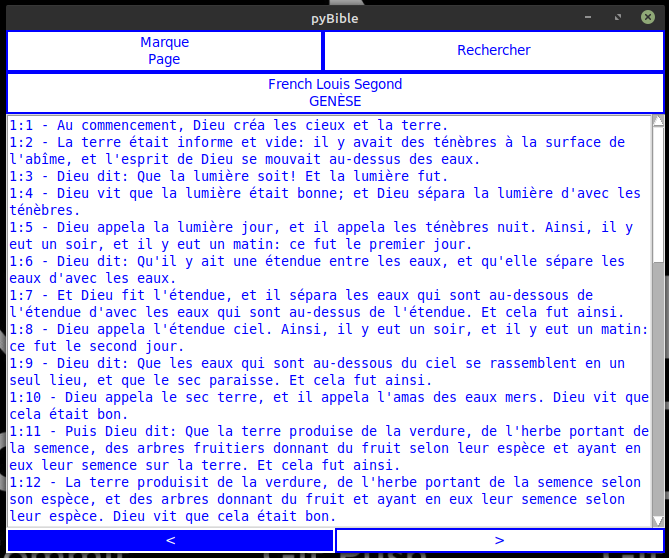 pyBible
Marque
Page
Rechercher
French Louis Segond
GENÈSE
1:1 - Au commencement, Dieu créa les cieux et la terre.
1:2 - La terre était informe et vide: il y avait des ténèbres à la surface de
l'abîme, et l'esprit de Dieu se mouvait au-dessus des eaux.
1:3 - Dieu dit: Que la lumière soit! Et la lumière fut.
1:4 - Dieu vit que la lumière était bonne; et Dieu sépara la lumière d'avec les
ténèbres.
1:5 - Dieu appela la lumière jour, et il appela les ténèbres nuit. Ainsi, il y
eut un soir, et il y eut un matin: ce fut le premier jour.
1:6 - Dieu dit: Qu'il y ait une étendue entre les eaux, et qu'elle sépare les
eaux d'avec les eaux.
1:7 - Et Dieu fit l'étendue, et il sépara les eaux qui sont au-dessous de
l'étendue d'avec les eaux qui sont au-dessus de l'étendue. Et cela fut ainsi.
1:8 - Dieu appela l'étendue ciel. Ainsi, il y eut un soir, et il y eut un matin:
ce fut le second jour.
1:9 - Dieu dit: Que les eaux qui sont au-dessous du ciel se rassemblent en un
seul lieu, et que le sec paraisse. Et cela fut ainsi.
1:10 - Dieu appela le sec terre, et il appela l'amas des eaux mers. Dieu vit que
cela était bon.
1:11 - Puis Dieu dit: Que la terre produise de la verdure, de l'herbe portant de
la semence, des arbres fruitiers donnant du fruit selon leur espèce et ayant en
eux leur semence sur la terre. Et cela fut ainsi.
1:12 - La terre produisit de la verdure, de l'herbe portant de la semence selon
son espèce, et des arbres donnant du fruit et ayant en eux leur semence selon
leur espèce. Dieu vit que cela était bon.
< >